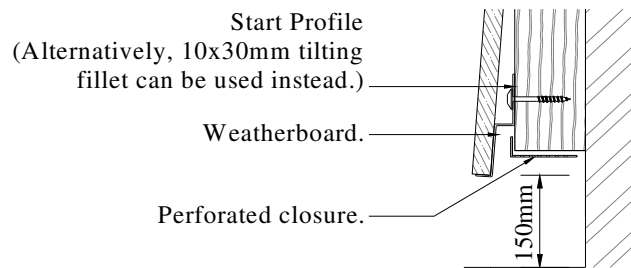 Start Profile
(Alternatively, 10x30mm tilting
fillet can be used instead.)
Weatherboard.
Perforated closure.
150mm